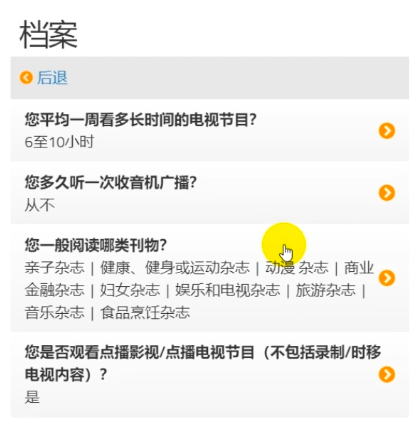 档案
后退
您平均一周看多长时间的电视节目?
6至10小时
您多久听一次收音机广播?
从不
您一般阅读哪类刊物?
亲子杂志 | 健康、健身或运动杂志 | 动漫 杂志 | 商业
金融杂志 | 妇女杂志 | 娱乐和电视杂志 | 旅游杂志 |
音乐杂志 | 食品烹饪杂志
您是否观看点播影视/点播电视节目（不包括录制/时移
电视内容）?
是